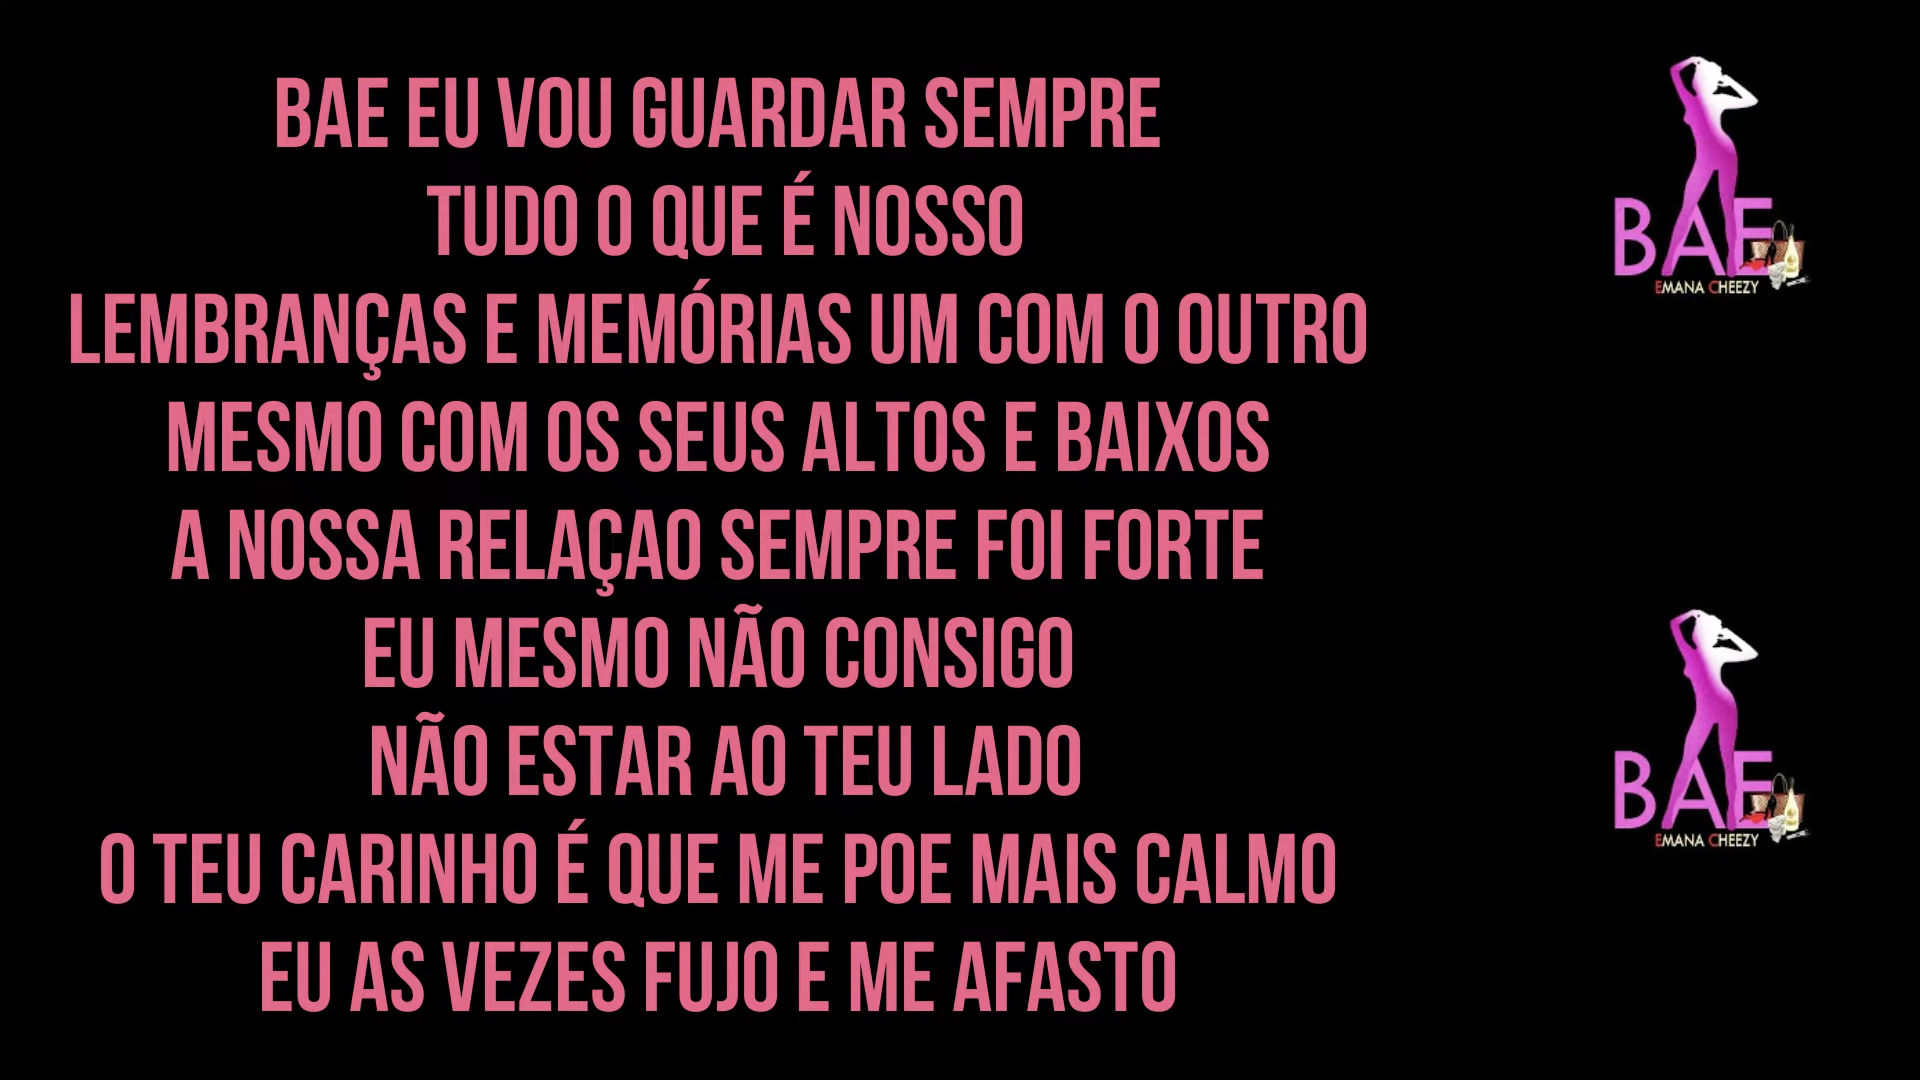 BAE EU VOU GUARDAR SEMPRE
TUDO O QUE É NOSSO
LEMBRANÇAS E MEMÓRIAS UM COM O OUTRO
MESMO COM OS SEUS ALTOS E BAIXOS
A NOSSA RELAÇAO SEMPRE FOI FORTE
EU MESMO NÃO CONSIGO
NÃO ESTAR AO TEU LADO
O TEU CARINHO É QUE ME POE MAIS CALMO
EU AS VEZES FUJO E ME AFASTO
BAE
EMANA CHEEZY
BAE
EMANA CHEEZY